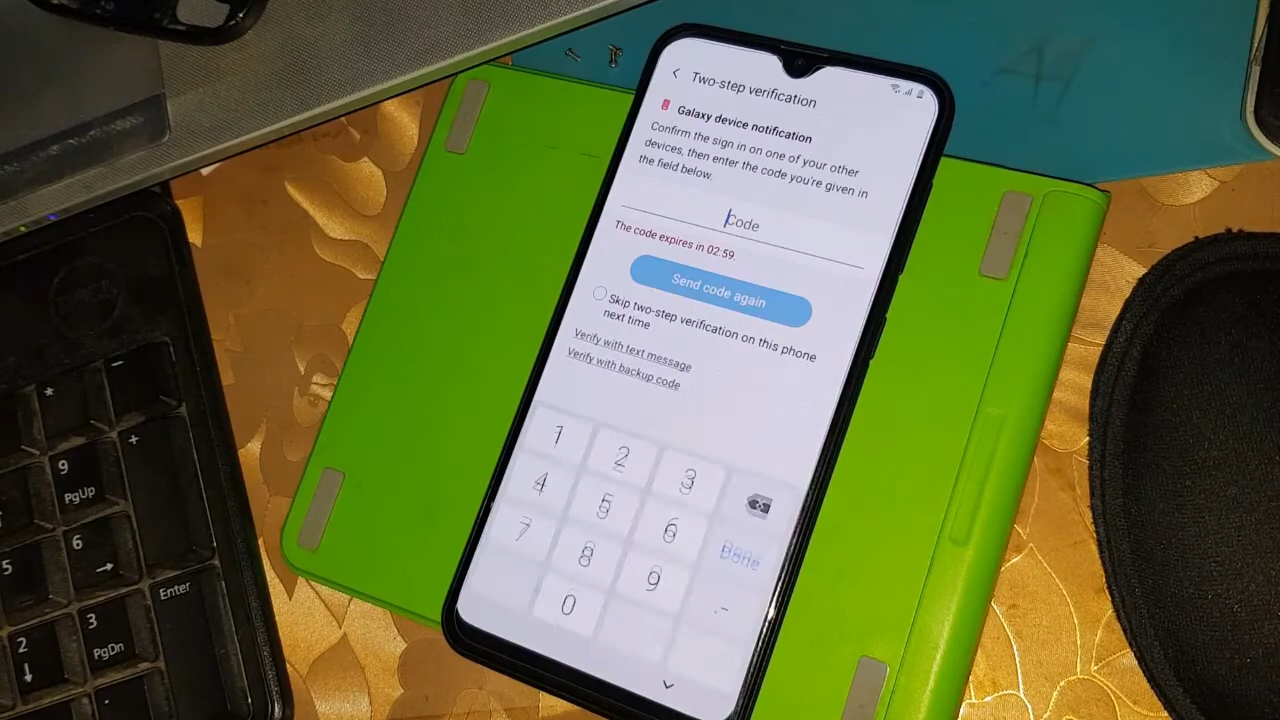 Two-step verification
Galaxy device notification
Confirm the sign in on one of your other
devices, then enter the code you're given in
the field below.
Code
The code expires in 02:59.
Send code again
Skip two-step verification on this phone
next time
Verify with text message
Verify with backup code
1
2
3
4
5
6
7
8
9
Done
0
.-
*
-
9
PgUp
+
5
6
→
2
↓
3
PgDn
Enter